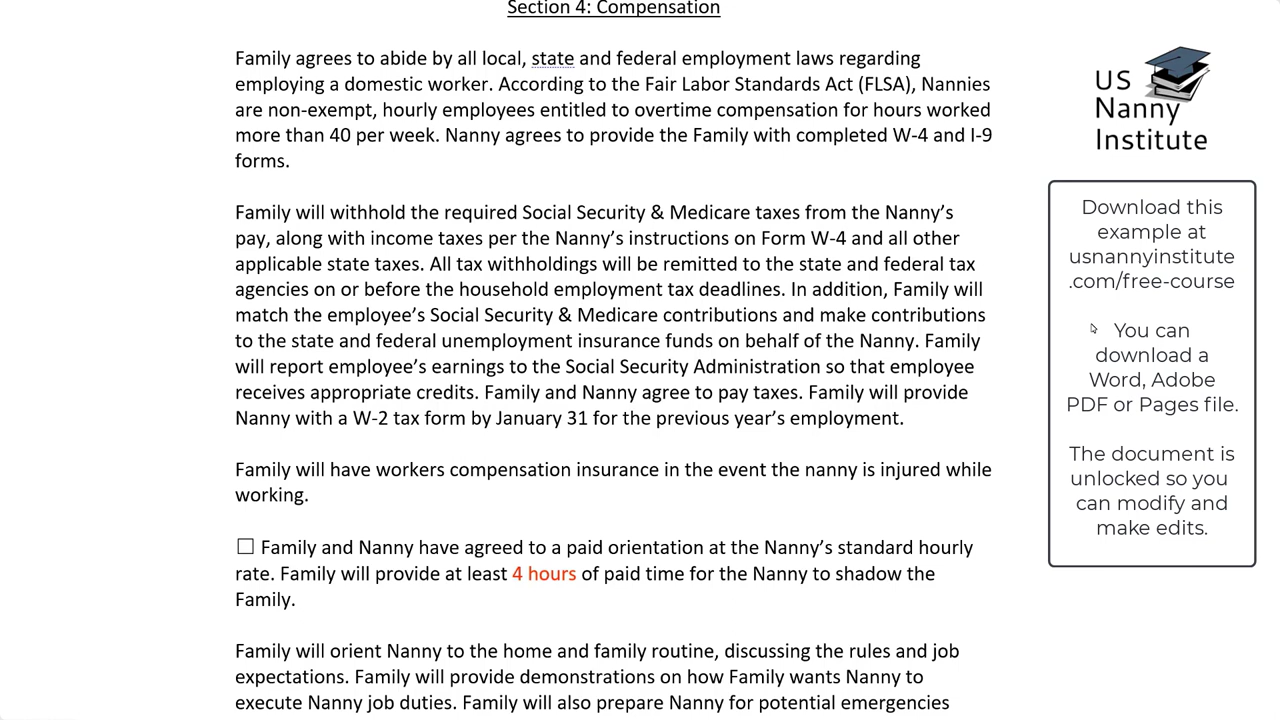 Section 4: Compensation
Family agrees to abide by all local, state and federal employment laws regarding
employing a domestic worker. According to the Fair Labor Standards Act (FLSA), Nannies
are non-exempt, hourly employees entitled to overtime compensation for hours worked
more than 40 per week. Nanny agrees to provide the Family with completed W-4 and I-9
forms.
Family will withhold the required Social Security & Medicare taxes from the Nanny’s
pay, along with income taxes per the Nanny’s instructions on Form W-4 and all other
applicable state taxes. All tax withholdings will be remitted to the state and federal tax
agencies on or before the household employment tax deadlines. In addition, Family will
match the employee’s Social Security & Medicare contributions and make contributions
to the state and federal unemployment insurance funds on behalf of the Nanny. Family
will report employee’s earnings to the Social Security Administration so that employee
receives appropriate credits. Family and Nanny agree to pay taxes. Family will provide
Nanny with a W-2 tax form by January 31 for the previous year’s employment.
Family will have workers compensation insurance in the event the nanny is injured while
working.
☐ Family and Nanny have agreed to a paid orientation at the Nanny’s standard hourly
rate. Family will provide at least 4 hours of paid time for the Nanny to shadow the
Family.
Family will orient Nanny to the home and family routine, discussing the rules and job
expectations. Family will provide demonstrations on how Family wants Nanny to
execute Nanny job duties. Family will also prepare Nanny for potential emergencies
US
Nanny
Institute
Download this
example at
usnannyinstitute
.com/free-course
You can
download a
Word, Adobe
PDF or Pages file.
The document is
unlocked so you
can modify and
make edits.